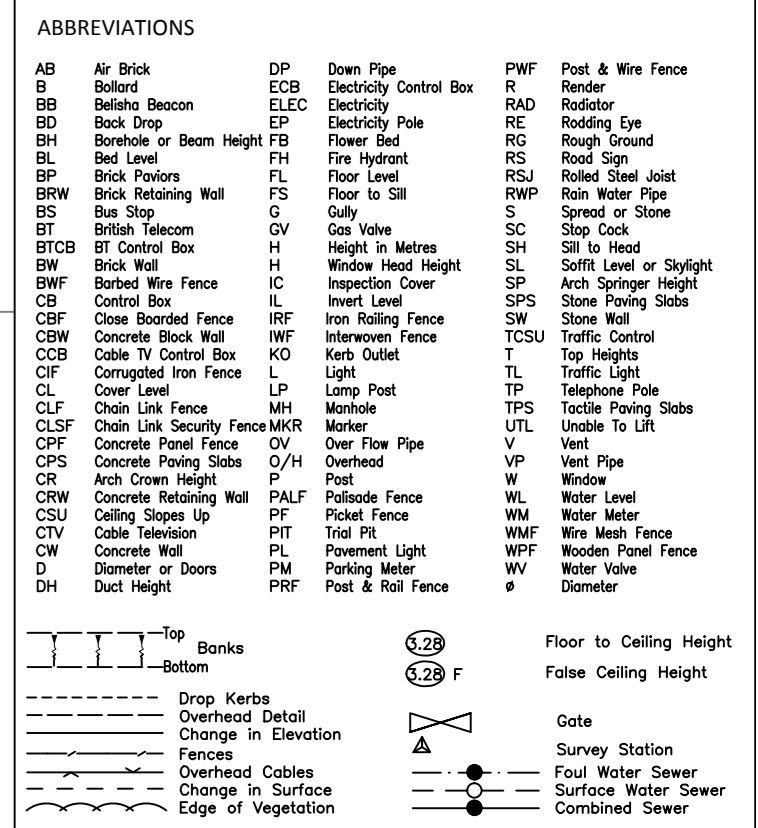 ABBREVIATIONS
AB Air Brick DP Down Pipe PWF Post & Wire Fence
B Bollard ECB Electricity Control Box R Render
BB Belisha Beacon ELEC Electricity RAD Radiator
BD Back Drop EP Electricity Pole RE Rodding Eye
BH Borehole or Beam Height FB Flower Bed RG Rough Ground
BL Bed Level FH Fire Hydrant RS Road Sign
BP Brick Paviors FL Floor Level RSJ Rolled Steel Joist
BRW Brick Retaining Wall FS Floor to Sill RWP Rain Water Pipe
BS Bus Stop G Gully S Spread or Stone
BT British Telecom GV Gas Valve SC Stop Cock
BTCB BT Control Box H Height in Metres SH Sill to Head
BW Brick Wall H Window Head Height SL Soffit Level or Skylight
BWF Barbed Wire Fence IC Inspection Cover SP Arch Springer Height
CB Control Box IL Invert Level SPS Stone Paving Slabs
CBF Close Boarded Fence IRF Iron Railing Fence SW Stone Wall
CBW Concrete Block Wall IWF Interwoven Fence TCSU Traffic Control
CCB Cable TV Control Box KO Kerb Outlet T Top Heights
CIF Corrugated Iron Fence L Light TL Traffic Light
CL Cover Level LP Lamp Post TP Telephone Pole
CLF Chain Link Fence MH Manhole TPS Tactile Paving Slabs
CLSF Chain Link Security Fence MKR Marker UTL Unable To Lift
CPF Concrete Panel Fence OV Over Flow Pipe V Vent
CPS Concrete Paving Slabs O/H Overhead VP Vent Pipe
CR Arch Crown Height P Post W Window
CRW Concrete Retaining Wall PALF Palisade Fence WL Water Level
CSU Ceiling Slopes Up PF Picket Fence WM Water Meter
CTV Cable Television PIT Trial Pit WMF Wire Mesh Fence
CW Concrete Wall PL Pavement Light WPF Wooden Panel Fence
D Diameter or Doors PM Parking Meter WV Water Valve
DH Duct Height PRF Post & Rail Fence ø Diameter
Top
Banks
Bottom
3.28 Floor to Ceiling Height
3.28 F False Ceiling Height
Drop Kerbs
Overhead Detail
Change in Elevation
Fences
Overhead Cables
Change in Surface
Edge of Vegetation
Gate
Survey Station
Foul Water Sewer
Surface Water Sewer
Combined Sewer